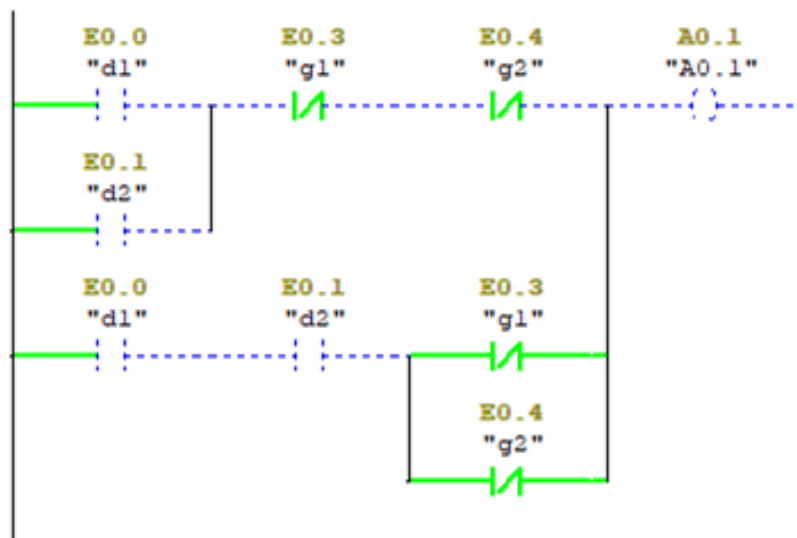 E0.0 E0.3 E0.4 A0.1
"d1" "g1" "g2" "A0.1"
E0.1
"d2"
E0.0 E0.1 E0.3
"d1" "d2" "g1"
E0.4
"g2"